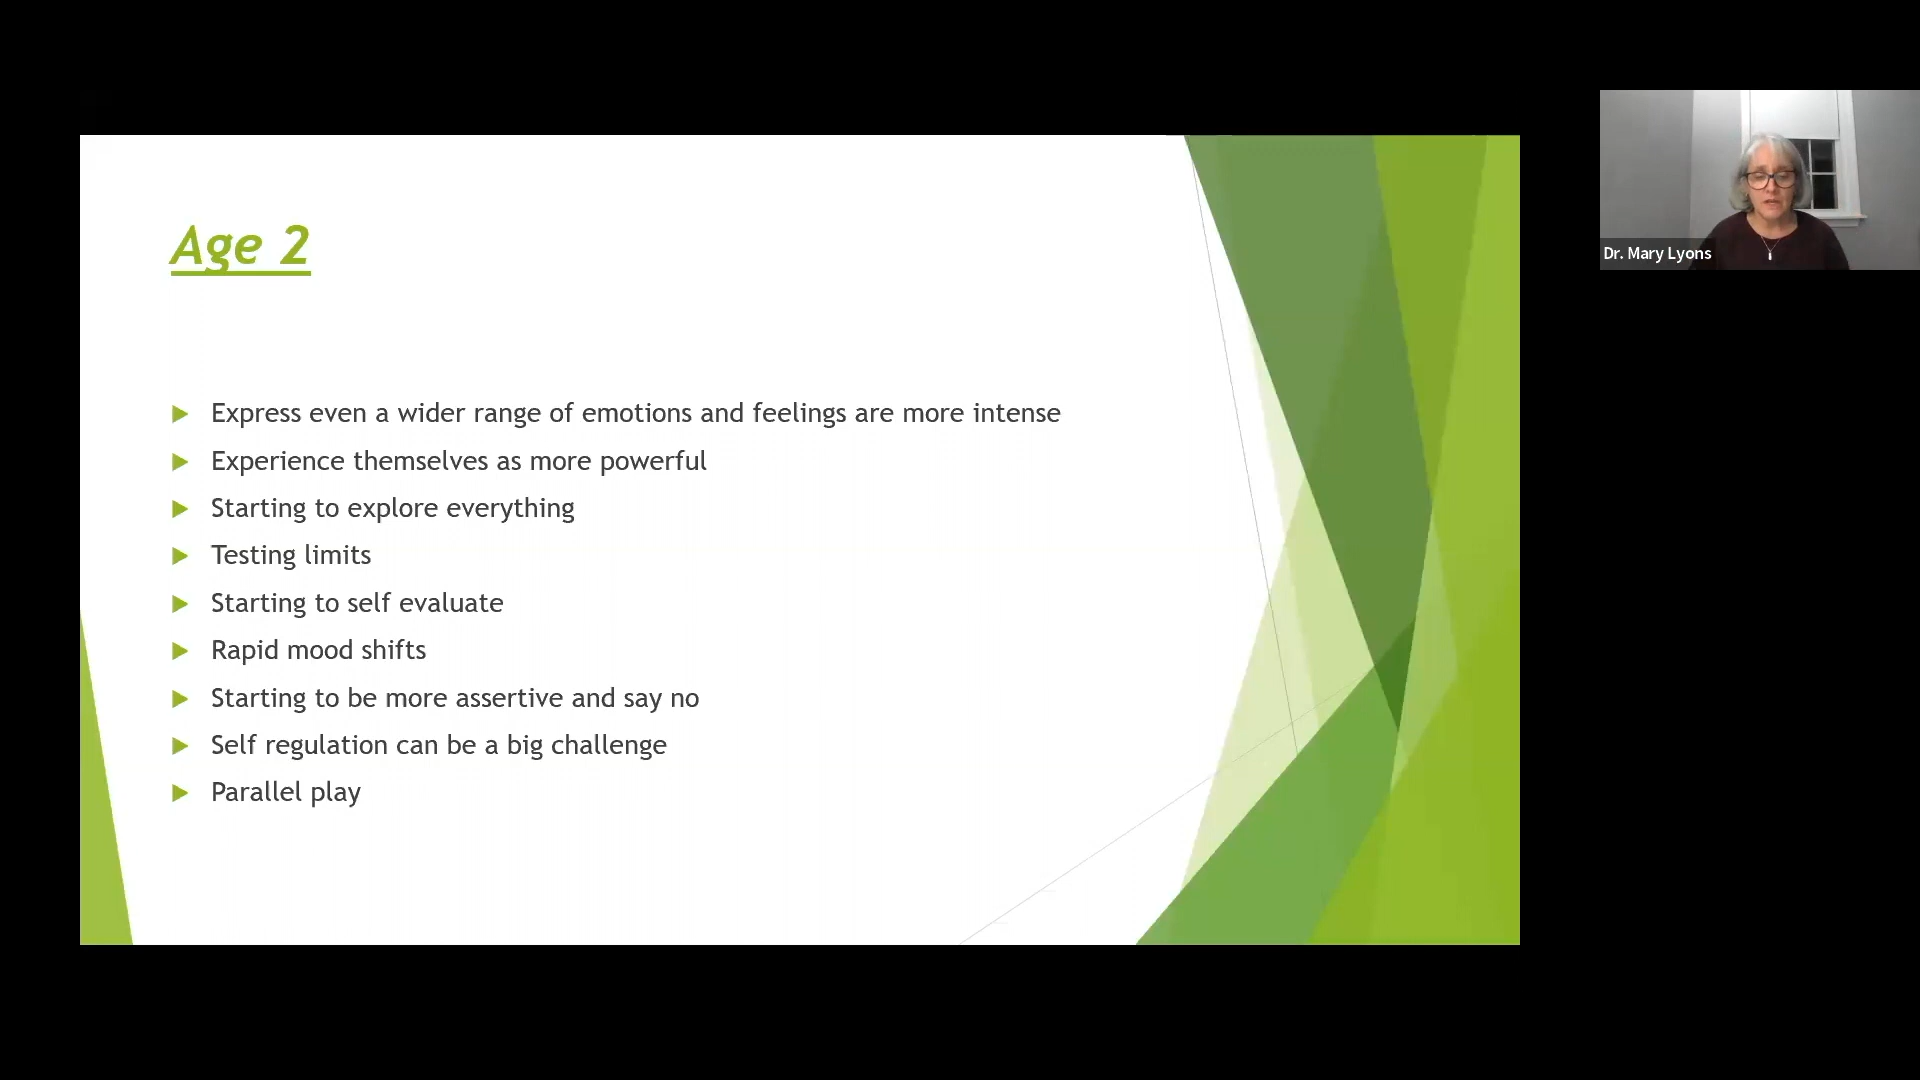 Age 2
Express even a wider range of emotions and feelings are more intense
Experience themselves as more powerful
Starting to explore everything
Testing limits
Starting to self evaluate
Rapid mood shifts
Starting to be more assertive and say no
Self regulation can be a big challenge
Parallel play
Dr. Mary Lyons